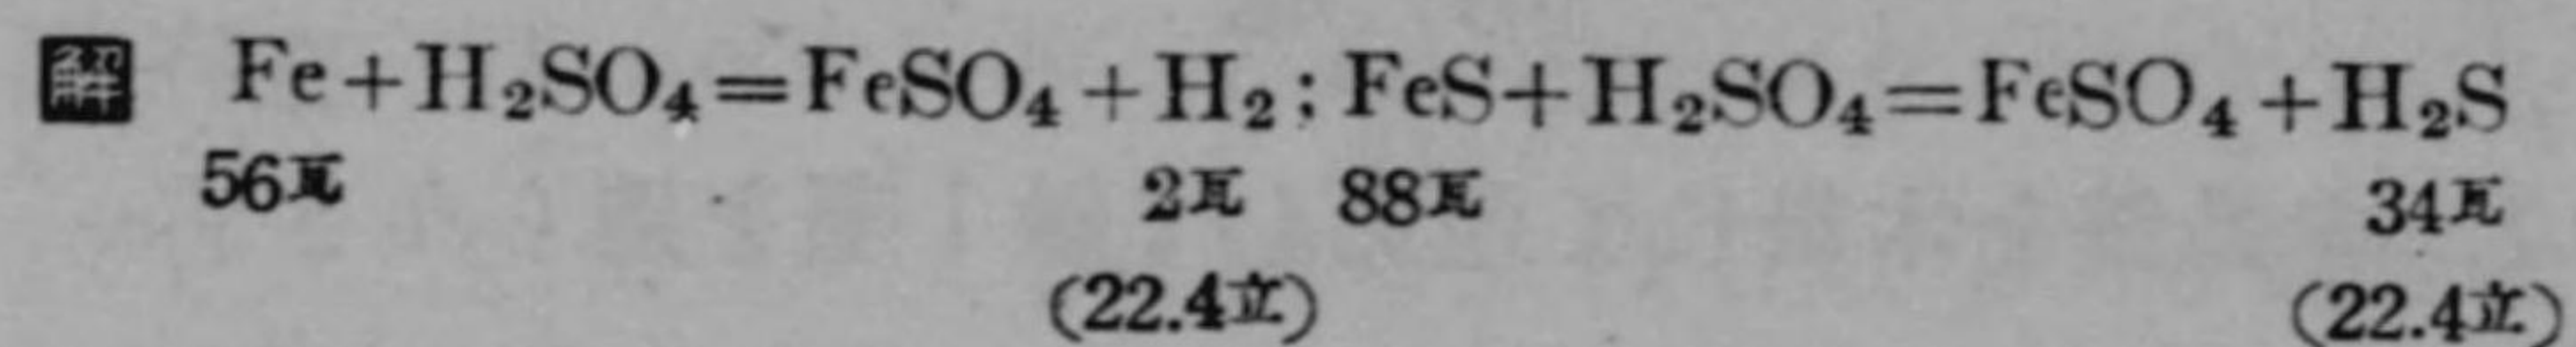 解 Fe+H₂SO₄=FeSO₄+H₂; FeS+H₂SO₄=FeSO₄+H₂S
56瓦 2瓦 88瓦 34瓦
(22.4立) (22.4立)